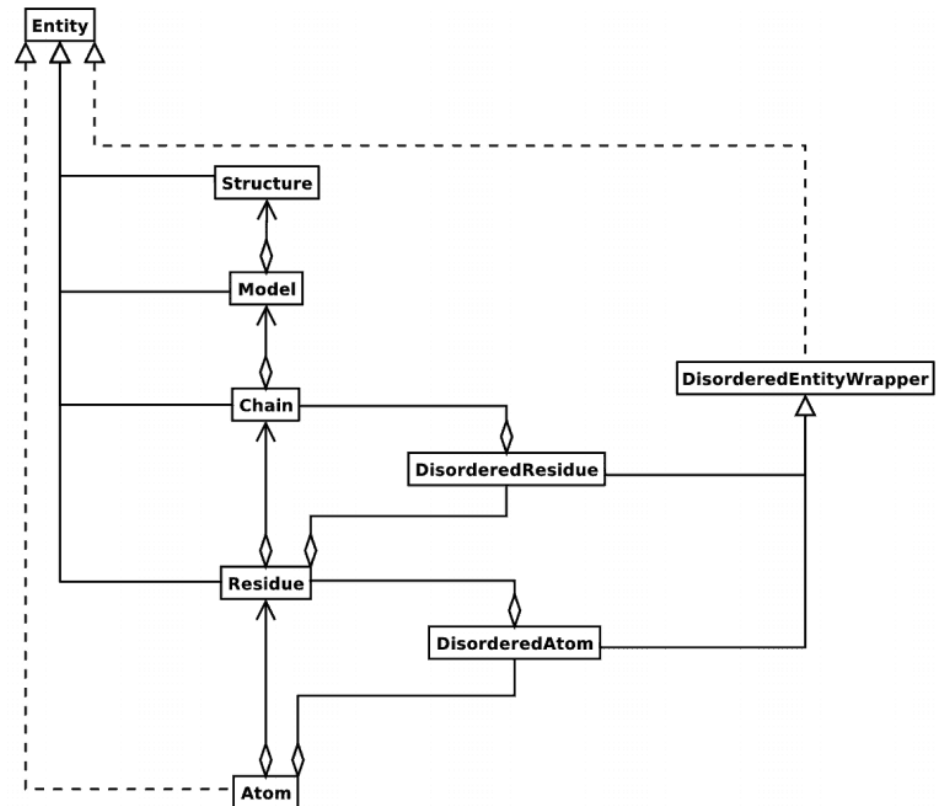 Entity
Structure
Model
DisorderedEntityWrapper
Chain
DisorderedResidue
Residue
DisorderedAtom
Atom